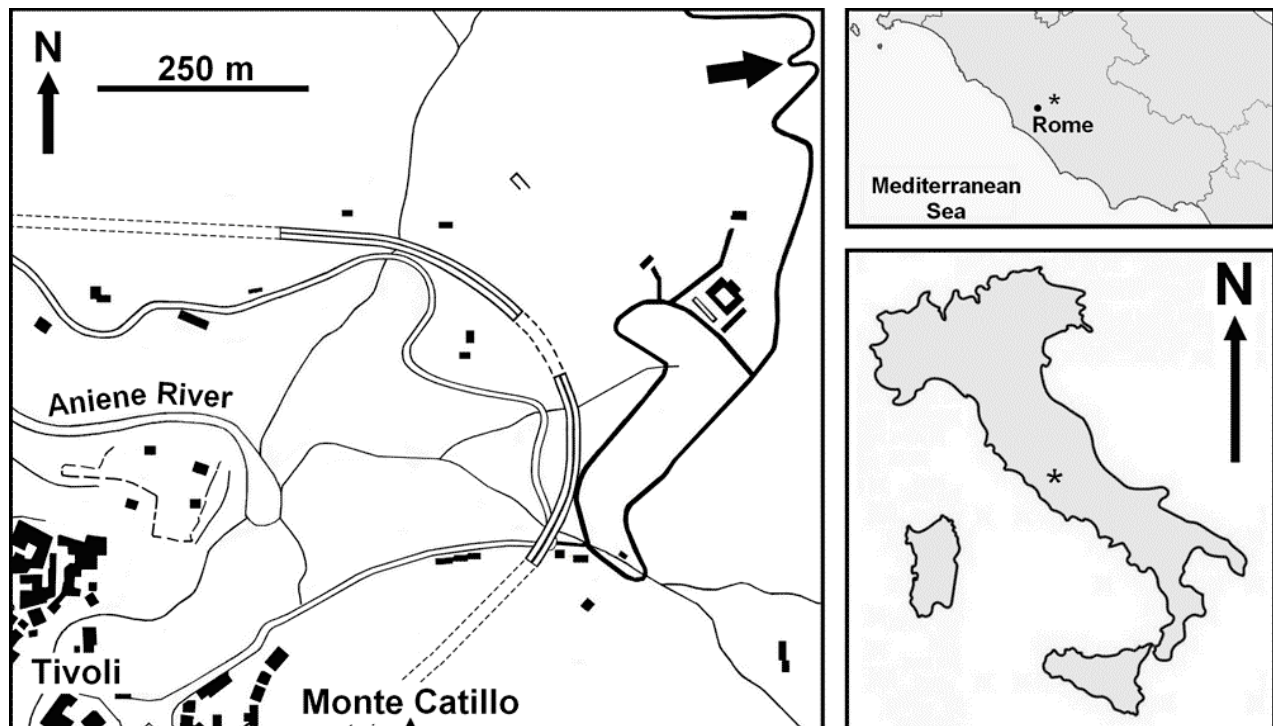 N
250 m
Aniene River
Tivoli
Monte Catillo
*
Rome
Mediterranean
Sea
N
*